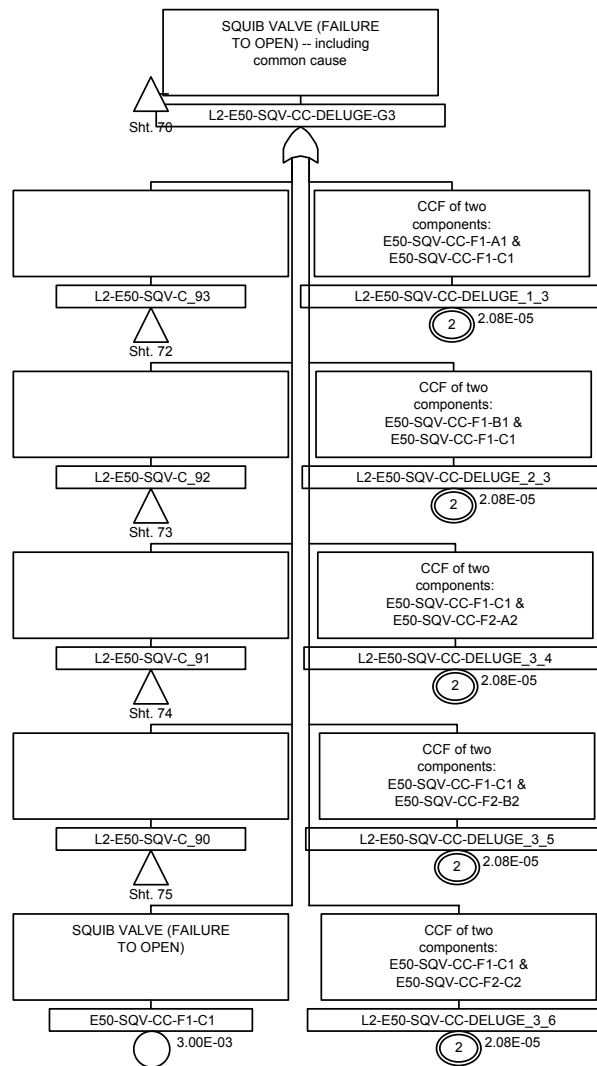 SQUIB VALVE (FAILURE
TO OPEN) -- including
common cause
L2-E50-SQV-CC-DELUGE-G3
Sht. 70
L2-E50-SQV-C_93
Sht. 72
CCF of two
components:
E50-SQV-CC-F1-A1 &
E50-SQV-CC-F1-C1
L2-E50-SQV-CC-DELUGE_1_3
2
2.08E-05
L2-E50-SQV-C_92
Sht. 73
CCF of two
components:
E50-SQV-CC-F1-B1 &
E50-SQV-CC-F1-C1
L2-E50-SQV-CC-DELUGE_2_3
2
2.08E-05
L2-E50-SQV-C_91
Sht. 74
CCF of two
components:
E50-SQV-CC-F1-C1 &
E50-SQV-CC-F2-A2
L2-E50-SQV-CC-DELUGE_3_4
2
2.08E-05
L2-E50-SQV-C_90
Sht. 75
CCF of two
components:
E50-SQV-CC-F1-C1 &
E50-SQV-CC-F2-B2
L2-E50-SQV-CC-DELUGE_3_5
2
2.08E-05
SQUIB VALVE (FAILURE
TO OPEN)
E50-SQV-CC-F1-C1
3.00E-03
CCF of two
components:
E50-SQV-CC-F1-C1 &
E50-SQV-CC-F2-C2
L2-E50-SQV-CC-DELUGE_3_6
2
2.08E-05